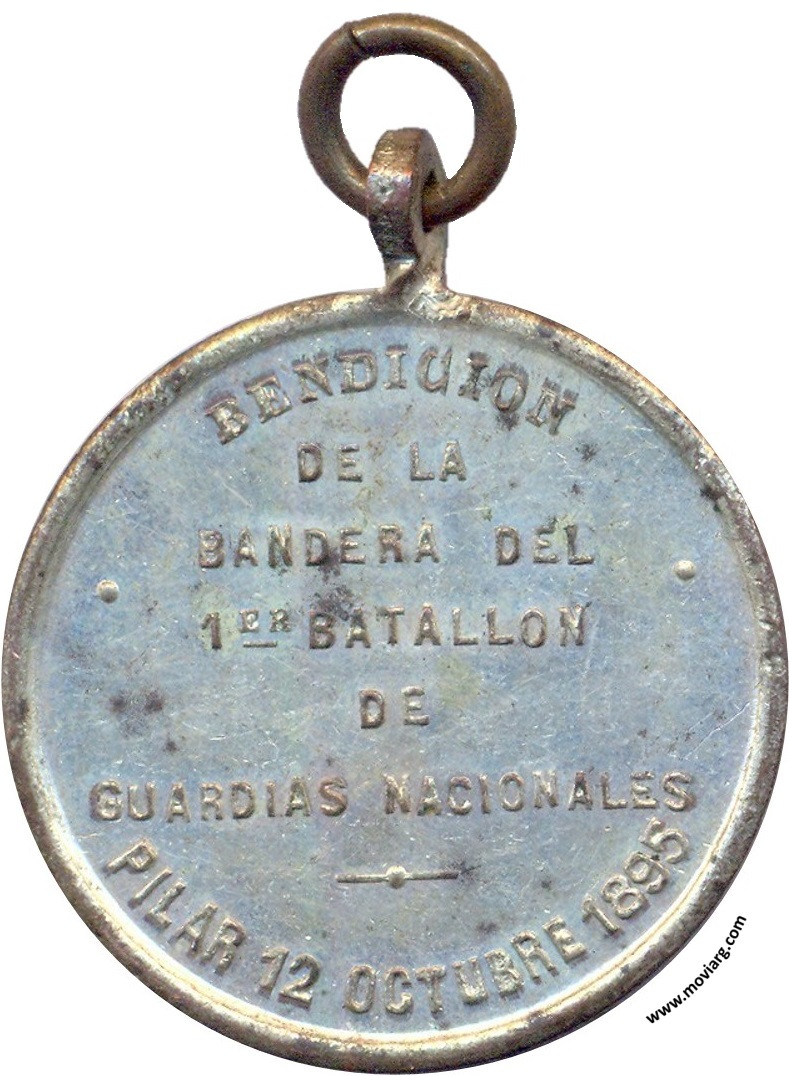 BENDICION
DE LA
BANDERA DEL
1ER BATALLON
DE
GUARDIAS NACIONALES
PILAR 12 OCTUBRE 1895
www.moviarg.com